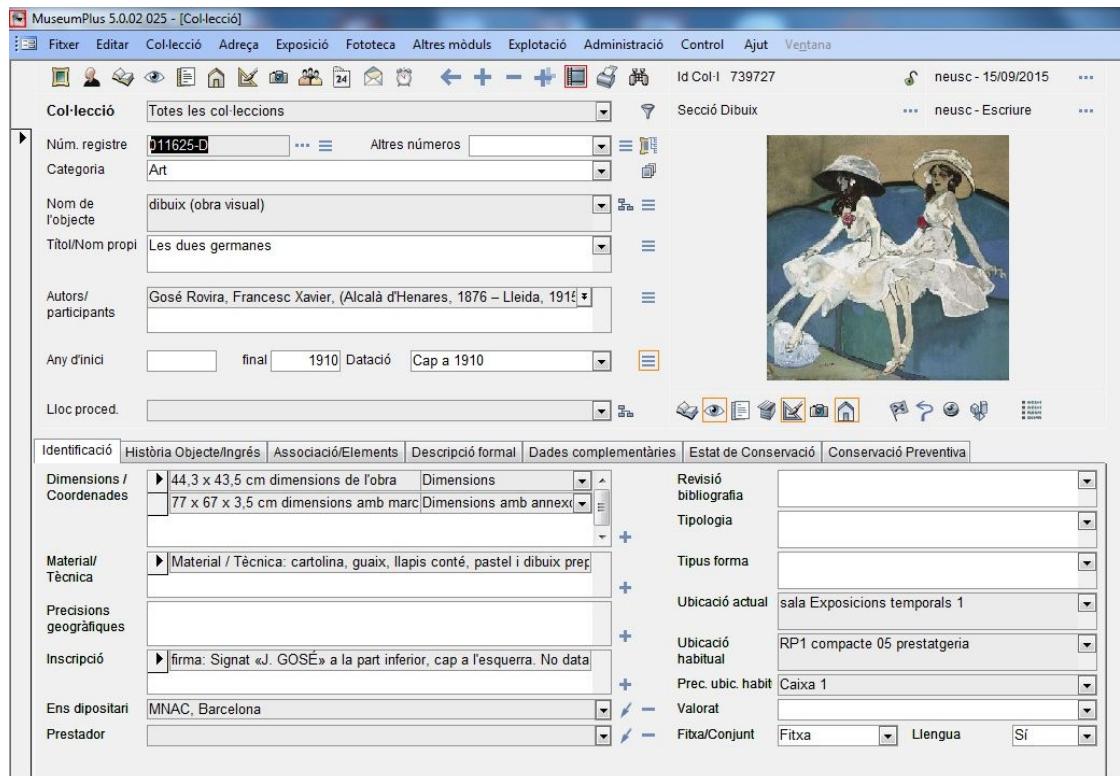 MuseumPlus 5.0.02 025 - [Col·lecció]
Fitxer Editar Col·lecció Adreça Exposició Fototeca Altres mòduls Explotació Administració Control Ajut Ventana
24 Id Col·l 739727 neusc - 15/09/2015 ...
Col·lecció Totes les col·leccions Secció Dibuix ... neusc - Escriure ...
Núm. registre 011625-D ... Altres números
Categoria Art
Nom de l'objecte dibuix (obra visual)
Títol/Nom propi Les dues germanes
Autors/ participants Gosé Rovira, Francesc Xavier, (Alcalà d'Henares, 1876 – Lleida, 1915
Any d'inici final 1910 Datació Cap a 1910
Lloc proced.
Identificació Història Objecte/Ingrés Associació/Elements Descripció formal Dades complementàries Estat de Conservació Conservació Preventiva
Dimensions / Coordenades 44,3 x 43,5 cm dimensions de l'obra Dimensions
77 x 67 x 3,5 cm dimensions amb marc Dimensions amb annexo
Material/ Tècnica Material / Tècnica: cartolina, guaix, llapis conté, pastel i dibuix prep
Precisions geogràfiques
Inscripció firma: Signat «J. GOSÉ» a la part inferior, cap a l'esquerra. No data
Ens dipositari MNAC, Barcelona
Prestador
Revisió bibliografia
Tipologia
Tipus forma
Ubicació actual sala Exposicions temporals 1
Ubicació habitual RP1 compacte 05 prestatgeria
Prec. ubic. habit Caixa 1
Valorat
Fitxa/Conjunt Fitxa Llengua Sí